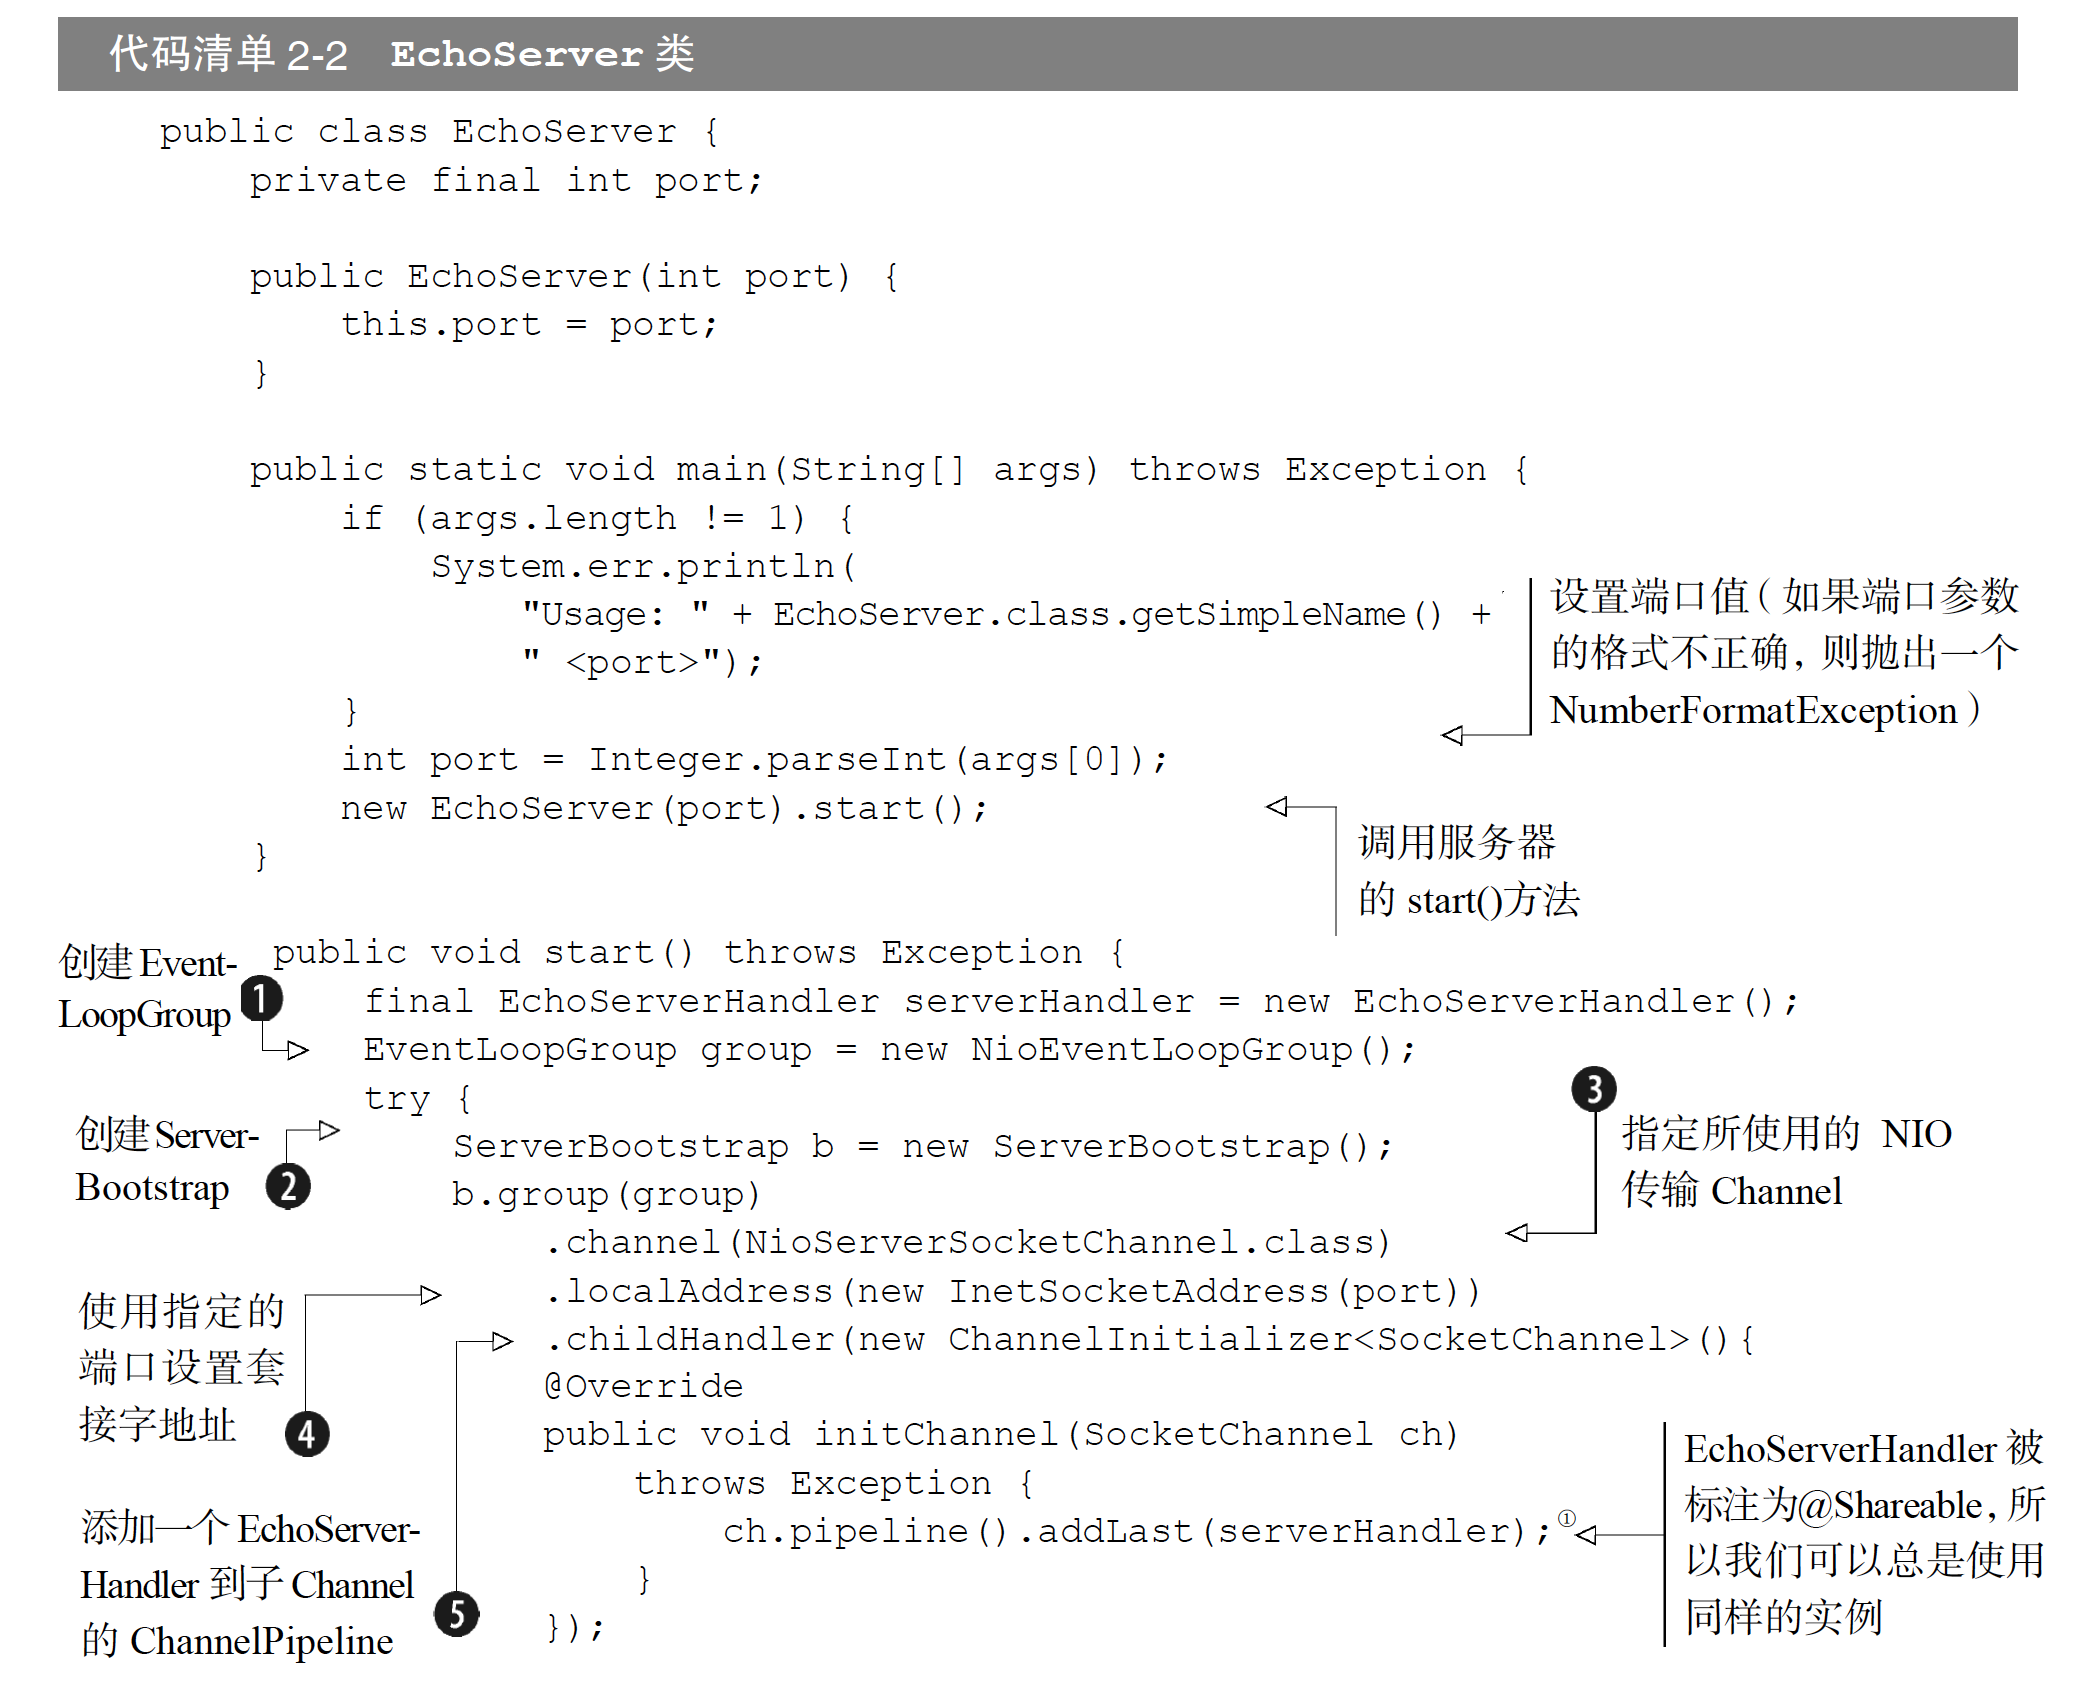 代码清单 2-2 EchoServer 类
public class EchoServer {
private final int port;
public EchoServer(int port) {
this.port = port;
}
public static void main(String[] args) throws Exception {
if (args.length != 1) {
System.err.println(
"Usage: " + EchoServer.class.getSimpleName() +
" <port>");
}
int port = Integer.parseInt(args[0]);
new EchoServer(port).start();
}
设置端口值（如果端口参数
的格式不正确，则抛出一个
NumberFormatException）
调用服务器
的 start()方法
public void start() throws Exception {
final EchoServerHandler serverHandler = new EchoServerHandler();
EventLoopGroup group = new NioEventLoopGroup();
try {
ServerBootstrap b = new ServerBootstrap();
b.group(group)
.channel(NioServerSocketChannel.class)
.localAddress(new InetSocketAddress(port))
.childHandler(new ChannelInitializer<SocketChannel>(){
@Override
public void initChannel(SocketChannel ch)
throws Exception {
ch.pipeline().addLast(serverHandler);①
}
});
创建 Event-
LoopGroup ❶
创建 Server-
Bootstrap ❷
❸
指定所使用的 NIO
传输 Channel
使用指定的
端口设置套
接字地址 ❹
添加一个 EchoServer-
Handler 到子 Channel
的 ChannelPipeline ❺
EchoServerHandler 被
标注为@Shareable，所
以我们可以总是使用
同样的实例